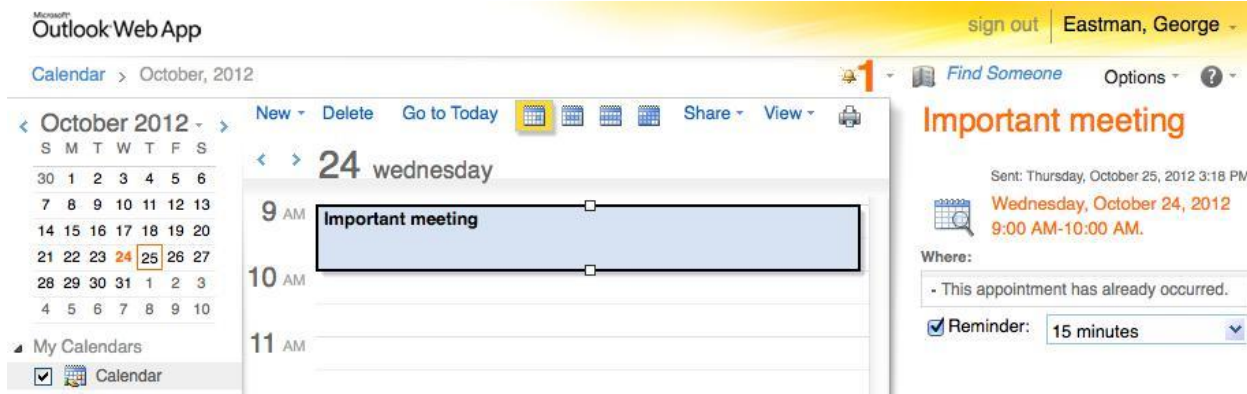 Microsoft®
Outlook Web App
sign out Eastman, George
Calendar > October, 2012
1 Find Someone Options ?
October 2012
S M T W T F S
30 1 2 3 4 5 6
7 8 9 10 11 12 13
14 15 16 17 18 19 20
21 22 23 24 25 26 27
28 29 30 31 1 2 3
4 5 6 7 8 9 10
My Calendars
Calendar
New Delete Go to Today Share View
24 wednesday
9 AM Important meeting
10 AM
11 AM
Important meeting
Sent: Thursday, October 25, 2012 3:18 PM
Wednesday, October 24, 2012
9:00 AM-10:00 AM.
Where:
- This appointment has already occurred.
Reminder: 15 minutes